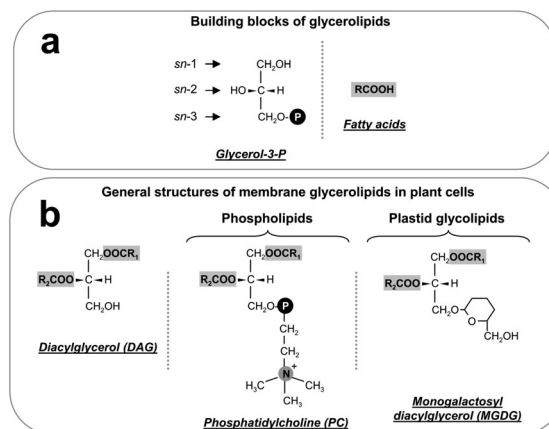 Building blocks of glycerolipids
a
sn-1
CH2OH
sn-2
HO C H
RCOOH
sn-3
CH2O P
Fatty acids
Glycerol-3-P
General structures of membrane glycerolipids in plant cells
b
Phospholipids
Plastid glycolipids
CH2OOCR1
R2COO C H
CH2OH
Diacylglycerol (DAG)
CH2OOCR1
R2COO C H
CH2O P
CH2
CH2
N +
H3C CH3
CH3
Phosphatidylcholine (PC)
CH2OOCR1
R2COO C H
CH2O
O
CH2OH
Monogalactosyl
diacylglycerol (MGDG)